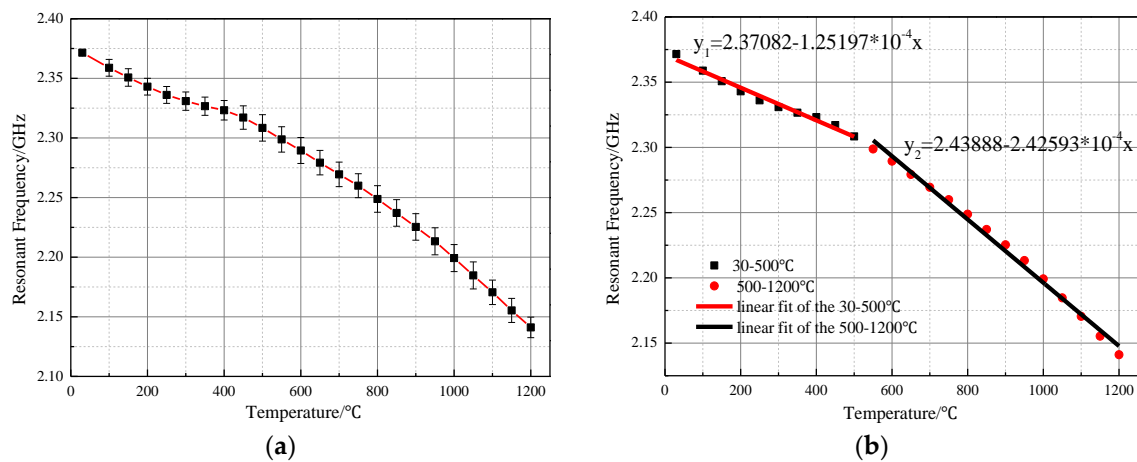 2.40
2.35
2.30
2.25
2.20
2.15
2.10
Resonant Frequency/GHz
0 200 400 600 800 1000 1200
Temperature/℃
(a)
2.40
2.35
2.30
2.25
2.20
2.15
Resonant Frequency/GHz
y₁=2.37082-1.25197*10⁻⁴x
y₂=2.43888-2.42593*10⁻⁴x
30-500℃
500-1200℃
linear fit of the 30-500℃
linear fit of the 500-1200℃
0 200 400 600 800 1000 1200
Temperature/℃
(b)